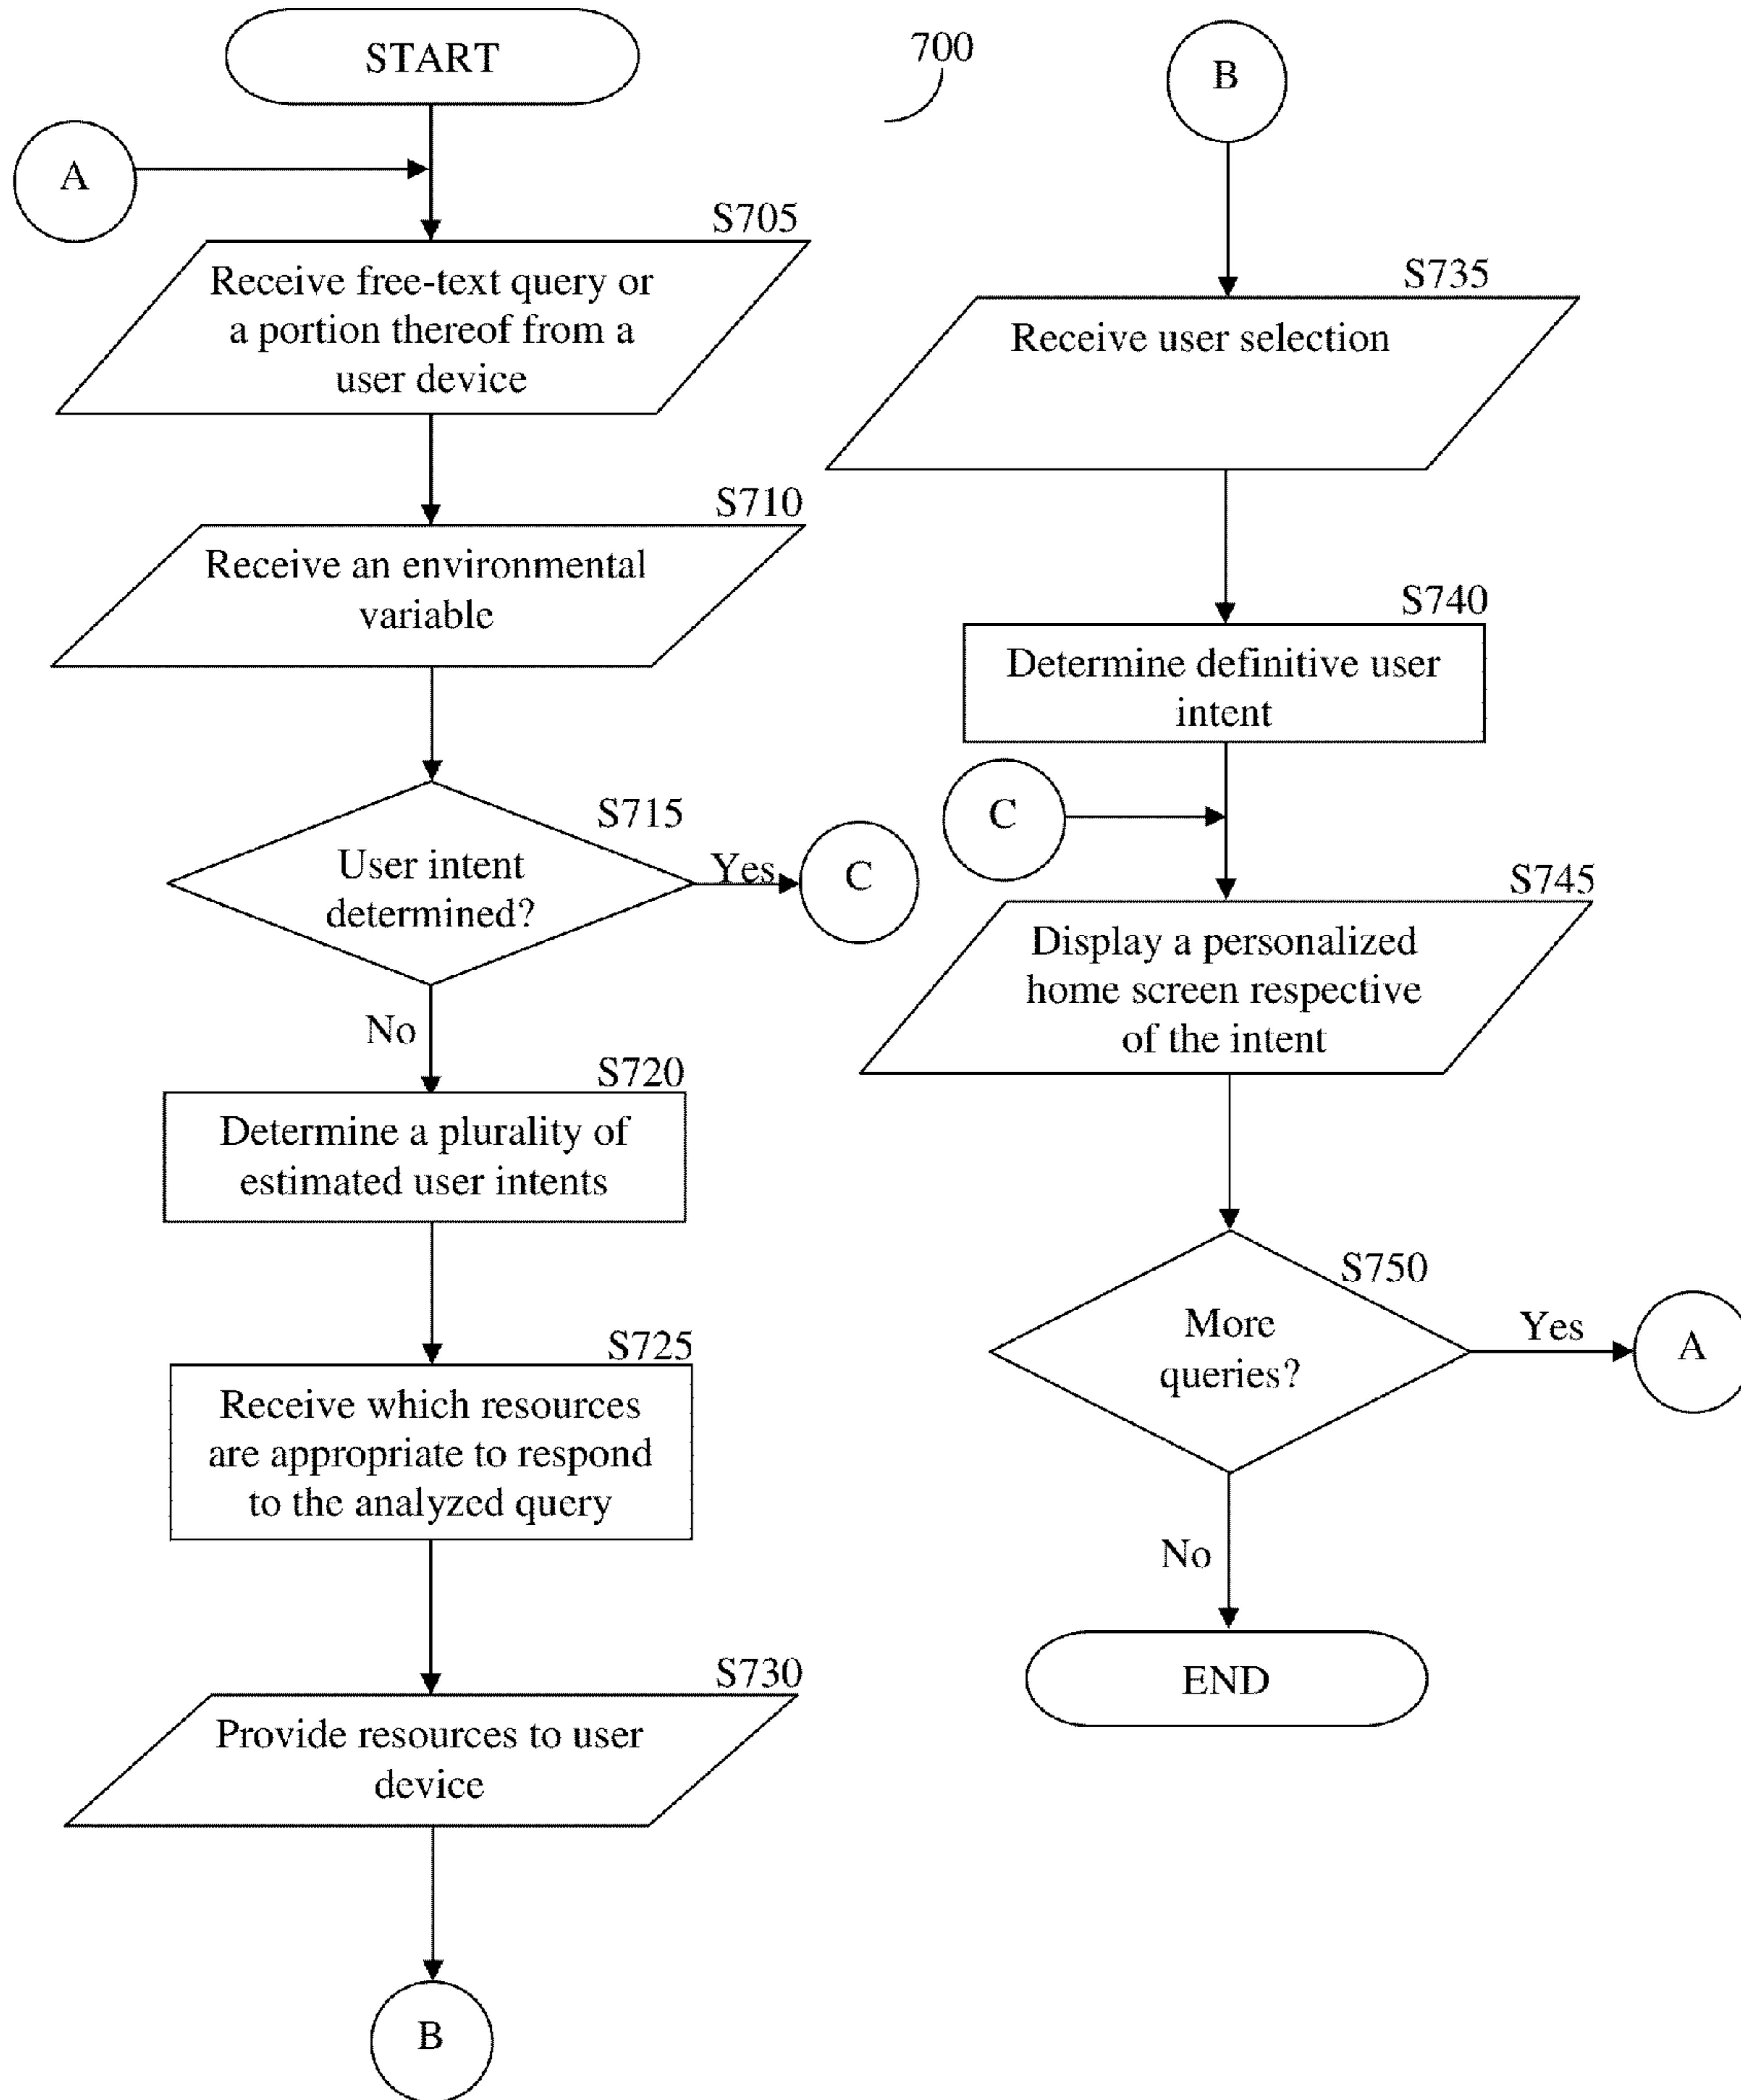 START
700
A
S705
Receive free-text query or
a portion thereof from a
user device
S710
Receive an environmental
variable
S715
User intent
determined?
Yes
C
No
S720
Determine a plurality of
estimated user intents
S725
Receive which resources
are appropriate to respond
to the analyzed query
S730
Provide resources to user
device
B
B
S735
Receive user selection
S740
Determine definitive user
intent
C
S745
Display a personalized
home screen respective
of the intent
S750
More
queries?
Yes
A
No
END